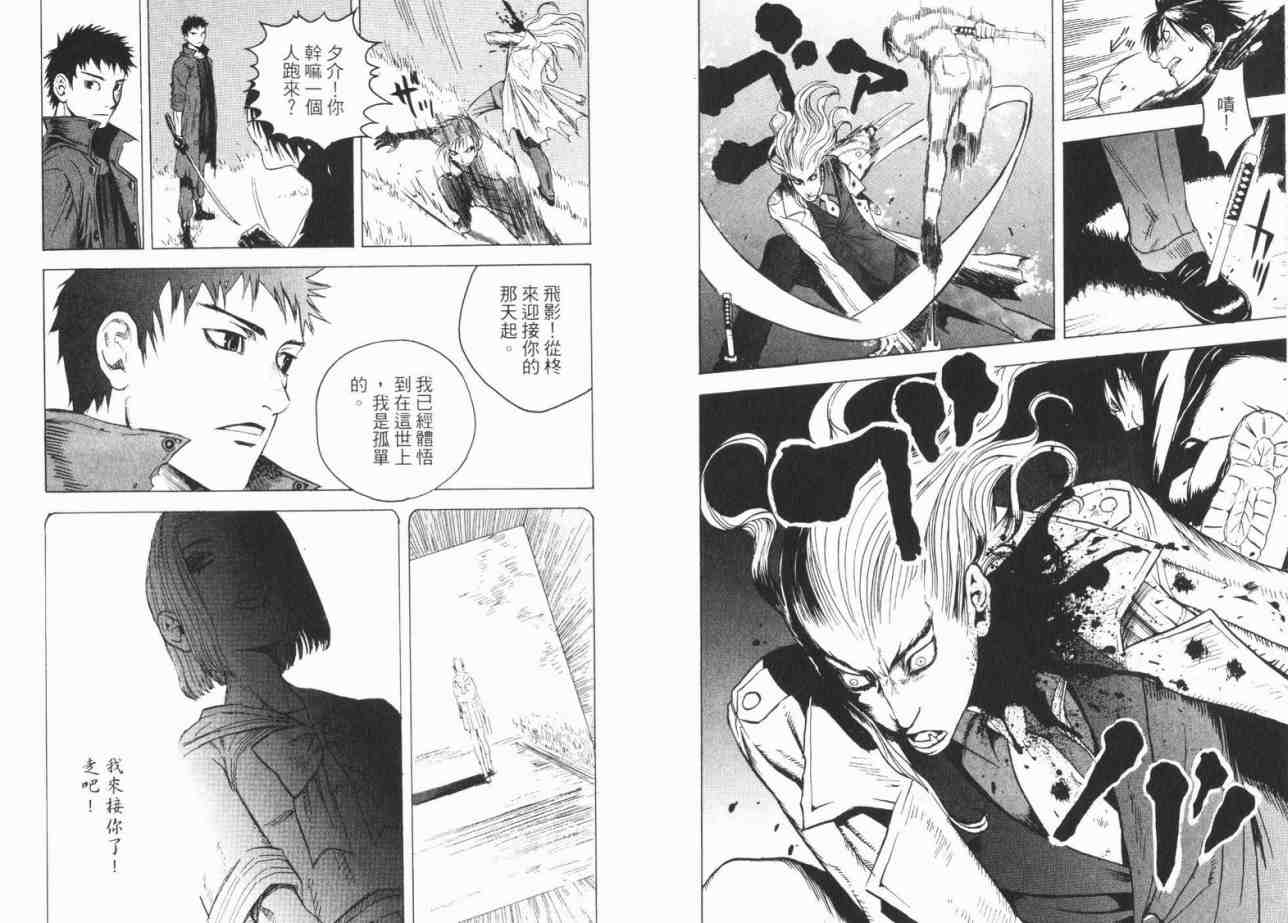 嘖！
夕介！你
幹嘛一個
人跑來？
飛影！從柊
來迎接你的
那天起。
我已經體悟
到在這世上
，我是孤單
的。
我來接你了！
走吧！